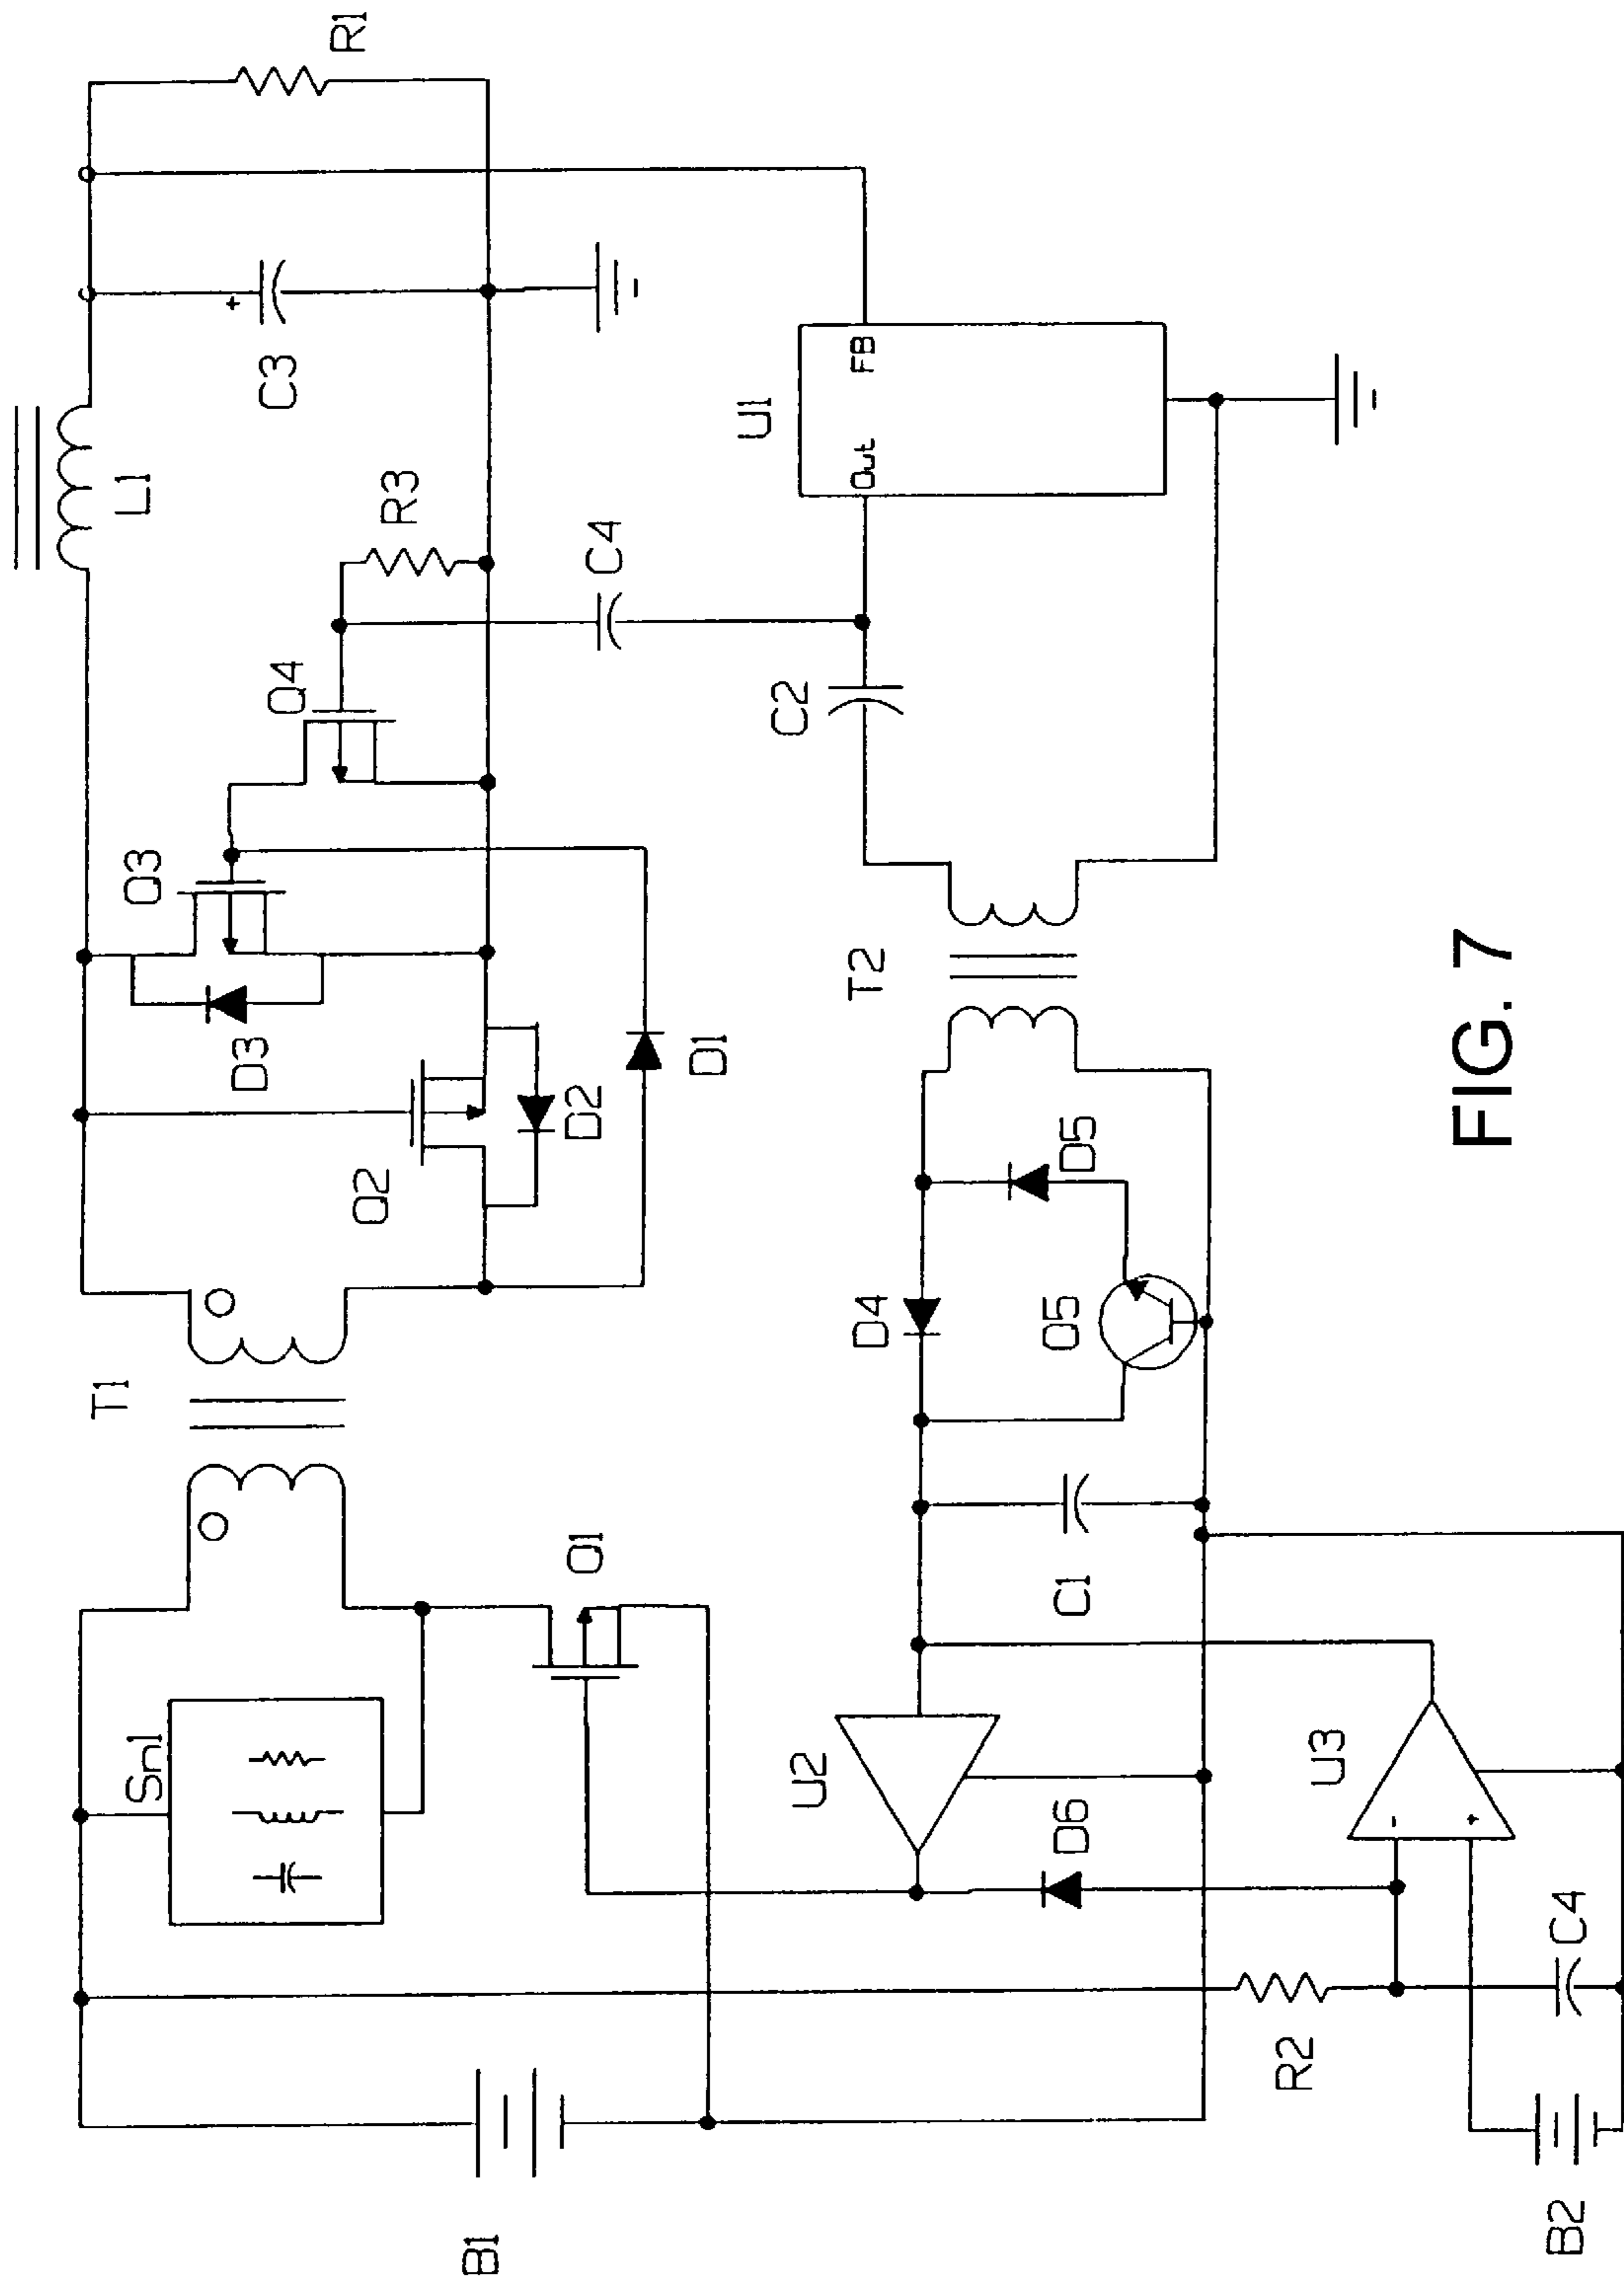 Sn1
T1
Q3
L1
D3
Q4
C3
R1
Q2
R3
B1
Q1
D2
C4
D1
U1
U2
C2
D4
T2
Out
FB
+
D6
C1
Q5
D5
R2
U3
-
+
B2
C4
FIG. 7